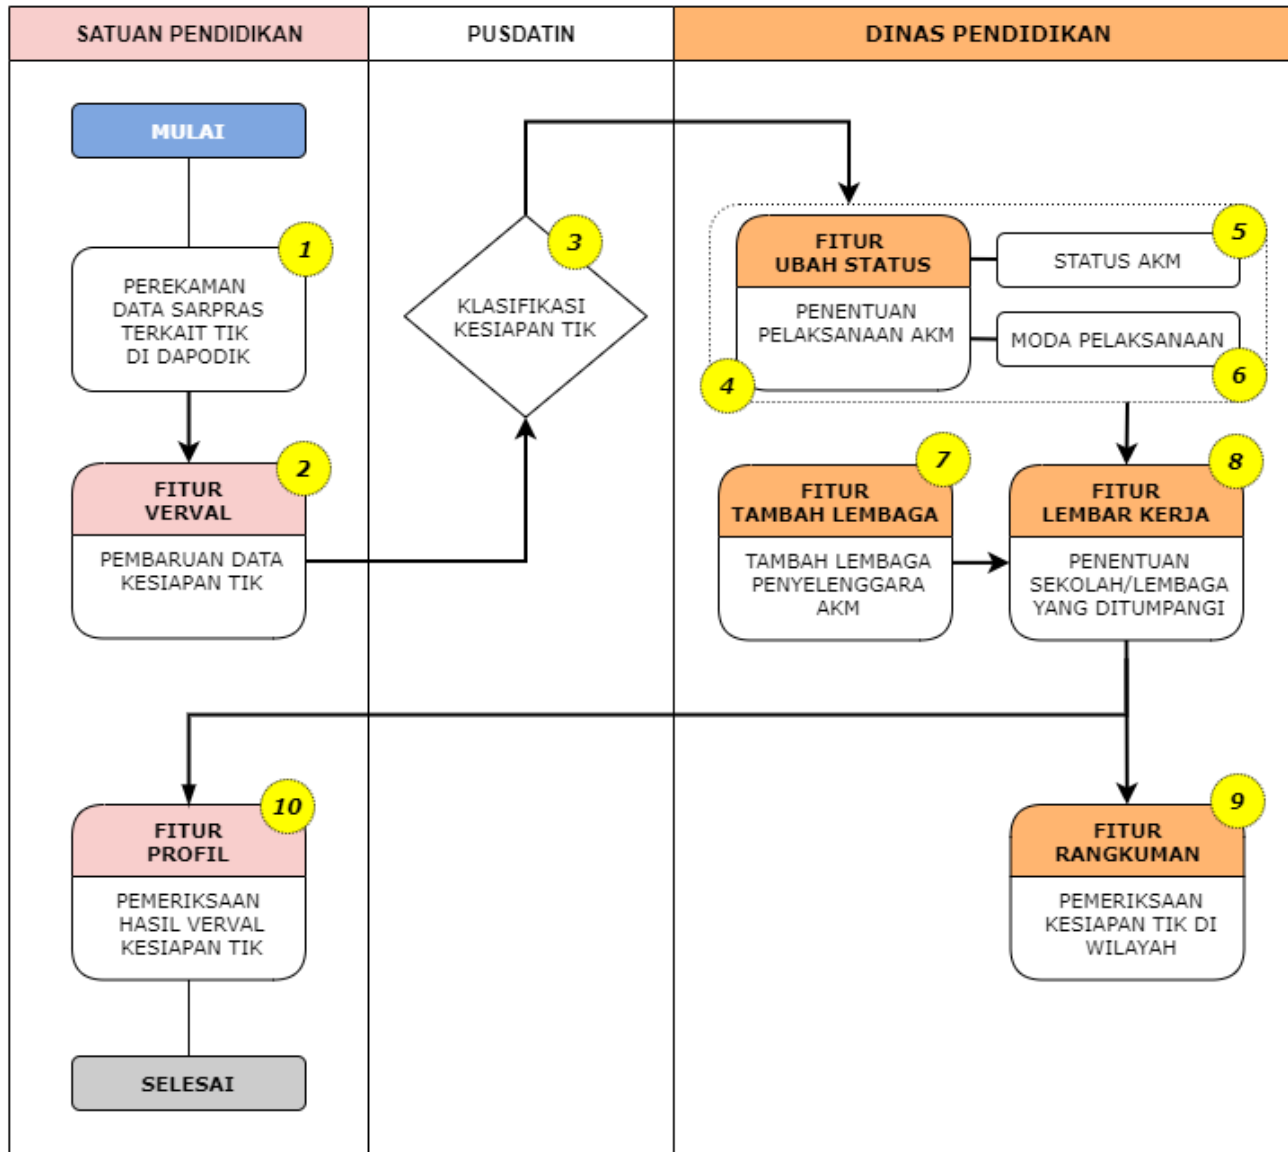 SATUAN PENDIDIKAN
PUSDATIN
DINAS PENDIDIKAN
MULAI
1
PEREKAMAN
DATA SARPRAS
TERKAIT TIK
DI DAPODIK
2
FITUR
VERVAL
PEMBARUAN DATA
KESIAPAN TIK
3
KLASIFIKASI
KESIAPAN TIK
4
FITUR
UBAH STATUS
PENENTUAN
PELAKSANAAN AKM
5
STATUS AKM
MODA PELAKSANAAN
6
7
FITUR
TAMBAH LEMBAGA
TAMBAH LEMBAGA
PENYELENGGARA
AKM
8
FITUR
LEMBAR KERJA
PENENTUAN
SEKOLAH/LEMBAGA
YANG DITUMPANGI
9
FITUR
RANGKUMAN
PEMERIKSAAN
KESIAPAN TIK DI
WILAYAH
10
FITUR
PROFIL
PEMERIKSAAN
HASIL VERVAL
KESIAPAN TIK
SELESAI